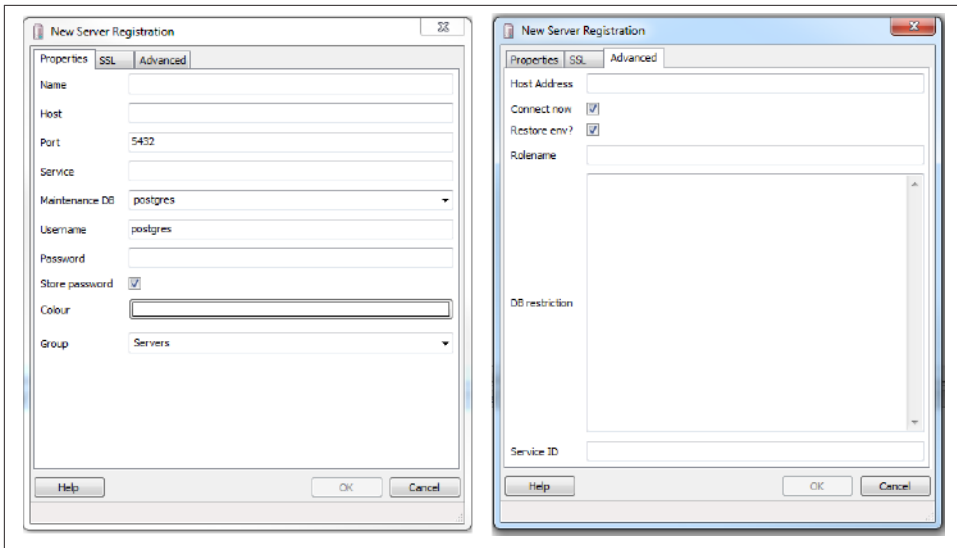 New Server Registration
Properties SSL Advanced
Name
Host
Port 5432
Service
Maintenance DB postgres
Username postgres
Password
Store password
Colour
Group Servers
Help OK Cancel
New Server Registration
Properties SSL Advanced
Host Address
Connect now
Restore env?
Rolename
DB restriction
Service ID
Help OK Cancel